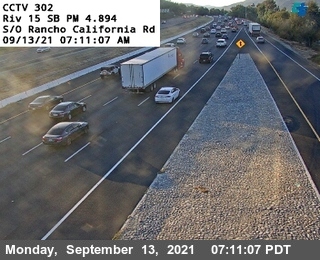 CCTV 302
Riv 15 SB PM 4.894
S/O Rancho California Rd
09/13/21 07:11:07 AM
Monday, September 13, 2021 07:11:07 PDT